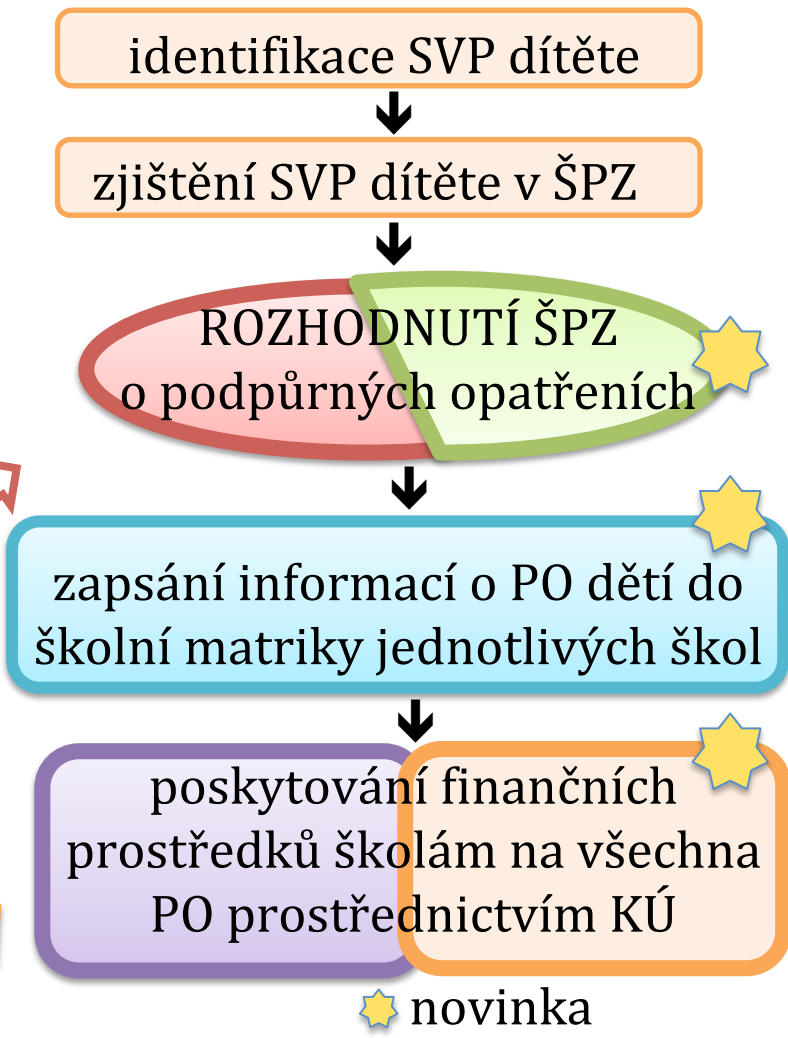 identifikace SVP dítěte
zjištění SVP dítěte v ŠPZ
ROZHODNUTÍ ŠPZ
o podpůrných opatřeních
zapsání informací o PO dětí do
školní matriky jednotlivých škol
poskytování finančních
prostředků školám na všechna
PO prostřednictvím KÚ
novinka